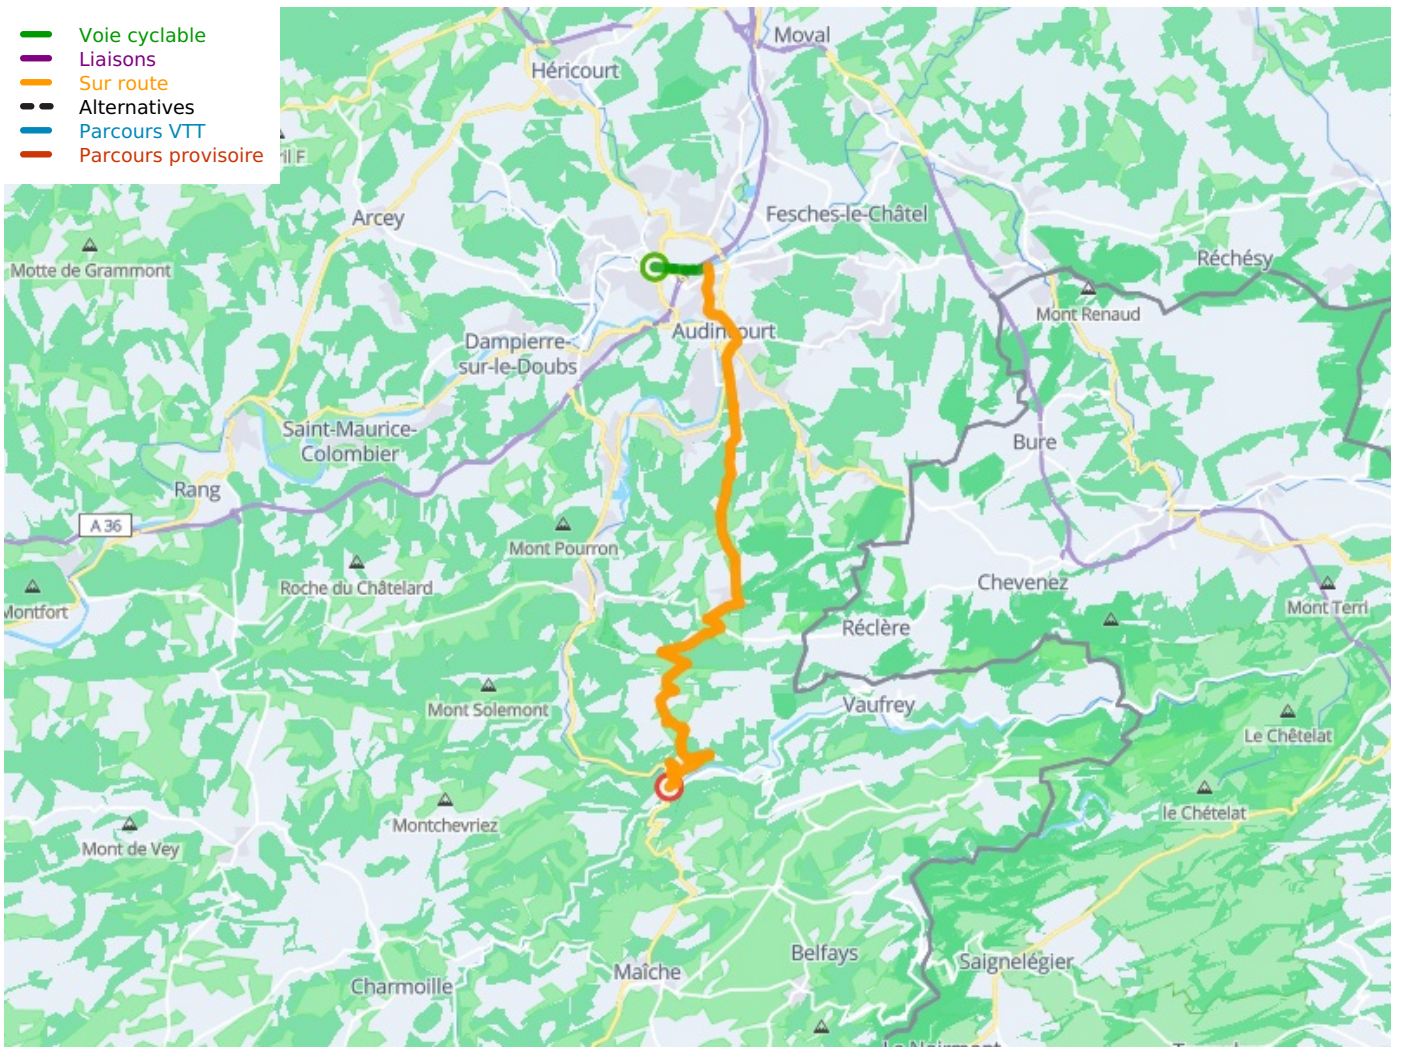 Voie cyclable
Liaisons
Sur route
Alternatives
Parcours VTT
Parcours provisoire
Moval
Héricourt
Arcey
Fesches-le-Châtel
Motte de Grammont
Réchésy
Mont Renaud
Audincourt
Dampierre-
sur-le-Doubs
Saint-Maurice-
Colombier
Bure
Rang
A 36
Mont Pourron
Roche du Châtelard
Chevenez
Montfort
Mont Terri
Réclère
Mont Solemont
Vaufrey
Le Chêtelat
Montchevriez
le Chételat
Mont de Vey
Belfays
Saignelégier
Maîche
Charmoille